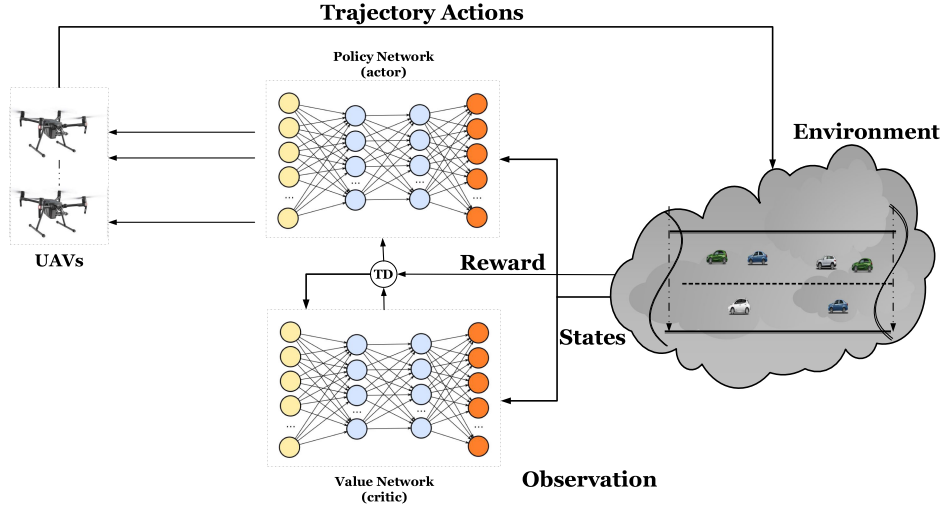 Trajectory Actions
Policy Network
(actor)
Environment
...
...
UAVs
TD
Reward
States
...
...
Value Network
(critic)
Observation